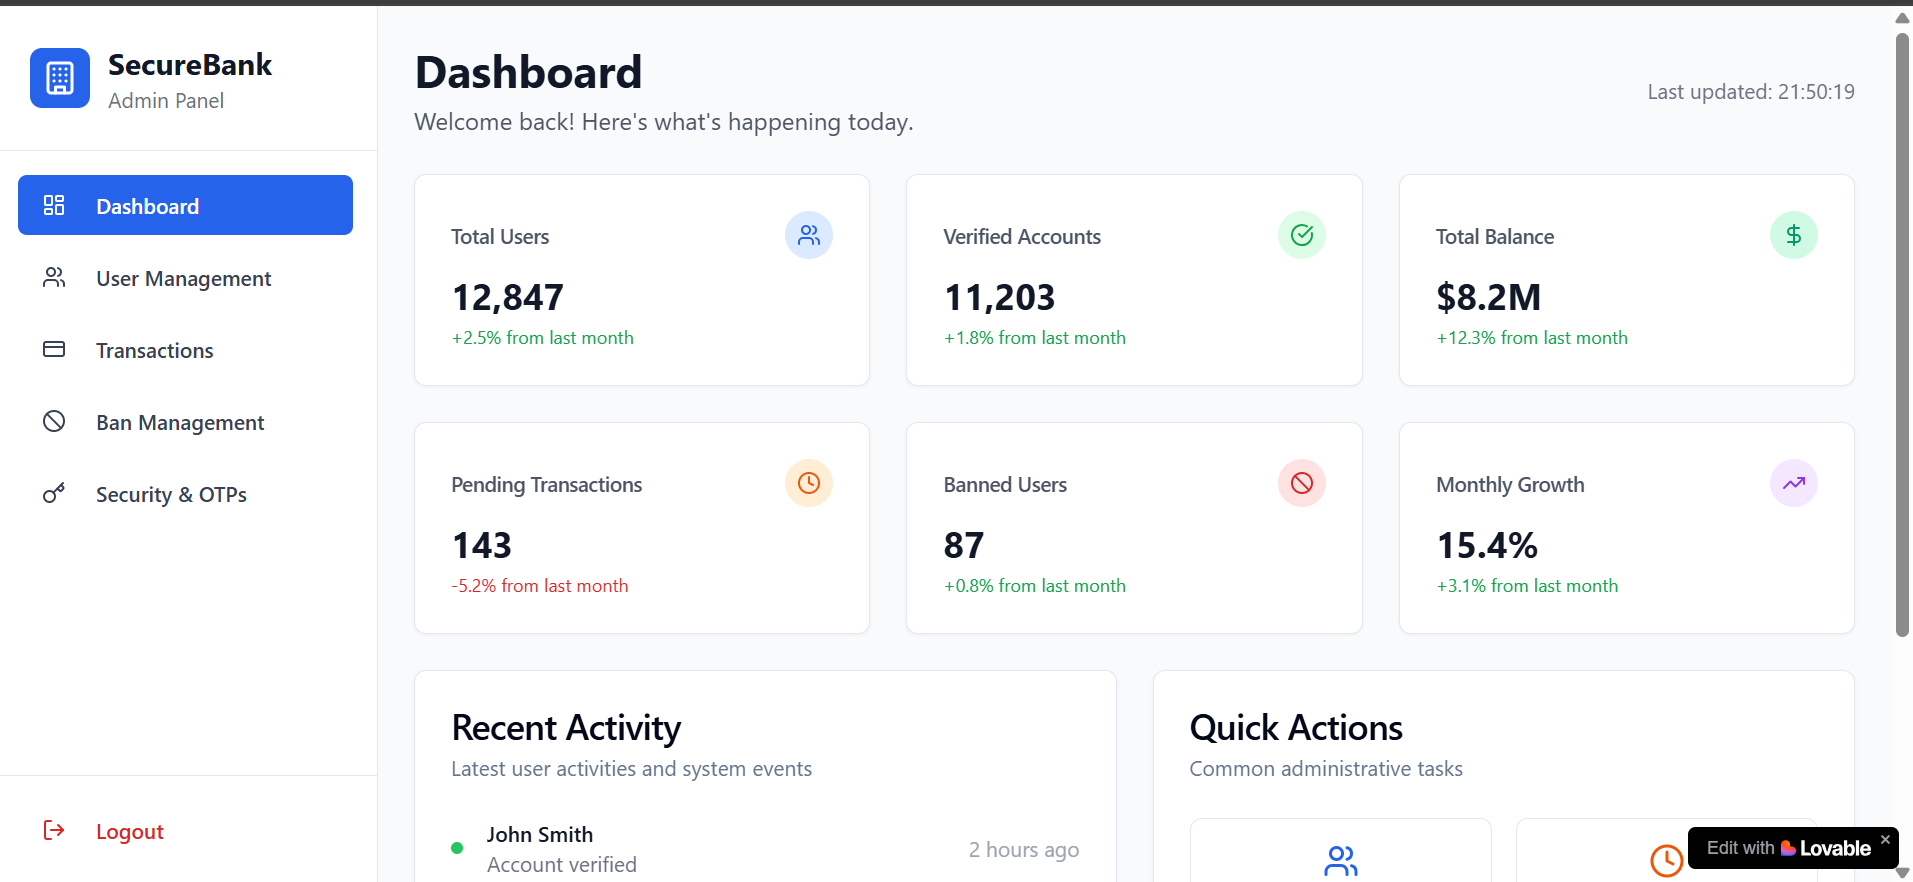 SecureBank
Admin Panel
Dashboard
User Management
Transactions
Ban Management
Security & OTPs
Logout
Dashboard
Welcome back! Here's what's happening today.
Last updated: 21:50:19
Total Users
12,847
+2.5% from last month
Verified Accounts
11,203
+1.8% from last month
Total Balance
$8.2M
+12.3% from last month
Pending Transactions
143
-5.2% from last month
Banned Users
87
+0.8% from last month
Monthly Growth
15.4%
+3.1% from last month
Recent Activity
Latest user activities and system events
John Smith
Account verified
2 hours ago
Quick Actions
Common administrative tasks
Edit with Lovable